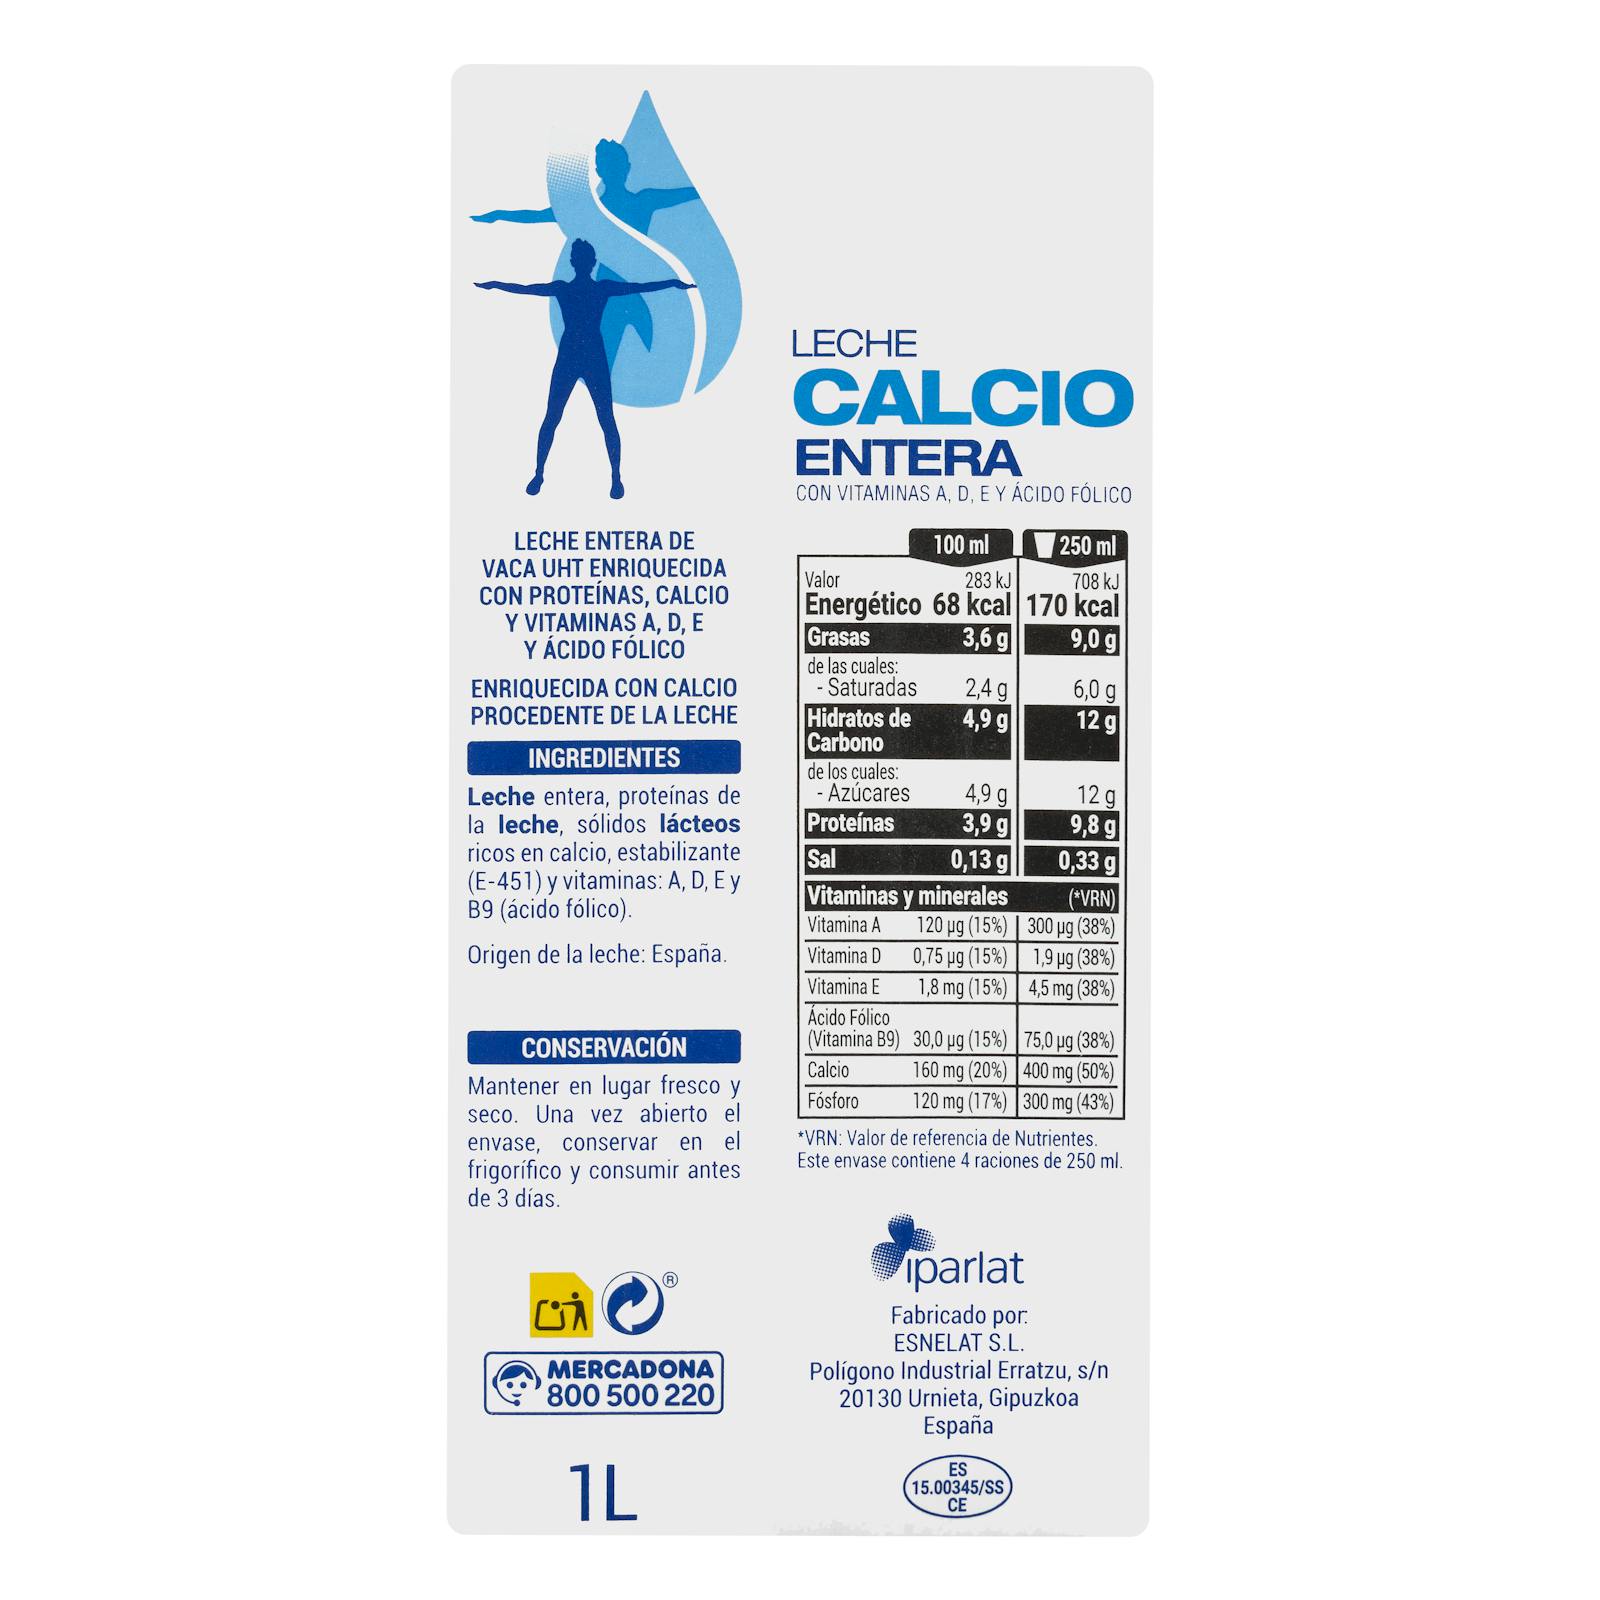 LECHE ENTERA DE
VACA UHT ENRIQUECIDA
CON PROTEÍNAS, CALCIO
Y VITAMINAS A, D, E
Y ÁCIDO FÓLICO
ENRIQUECIDA CON CALCIO
PROCEDENTE DE LA LECHE
INGREDIENTES
Leche entera, proteínas de
la leche, sólidos lácteos
ricos en calcio, estabilizante
(E-451) y vitaminas: A, D, E y
B9 (ácido fólico).
Origen de la leche: España.
CONSERVACIÓN
Mantener en lugar fresco y
seco. Una vez abierto el
envase, conservar en el
frigorífico y consumir antes
de 3 días.
®
MERCADONA
800 500 220
1L
LECHE
CALCIO
ENTERA
CON VITAMINAS A, D, E Y ÁCIDO FÓLICO
100 ml 250 ml
Valor 283 kJ 708 kJ
Energético 68 kcal 170 kcal
Grasas 3,6 g 9,0 g
de las cuales:
- Saturadas 2,4 g 6,0 g
Hidratos de 4,9 g 12 g
Carbono
de los cuales:
- Azúcares 4,9 g 12 g
Proteínas 3,9 g 9,8 g
Sal 0,13 g 0,33 g
Vitaminas y minerales (*VRN)
Vitamina A 120 µg (15%) 300 µg (38%)
Vitamina D 0,75 µg (15%) 1,9 µg (38%)
Vitamina E 1,8 mg (15%) 4,5 mg (38%)
Ácido Fólico
(Vitamina B9) 30,0 µg (15%) 75,0 µg (38%)
Calcio 160 mg (20%) 400 mg (50%)
Fósforo 120 mg (17%) 300 mg (43%)
*VRN: Valor de referencia de Nutrientes.
Este envase contiene 4 raciones de 250 ml.
iparlat
Fabricado por:
ESNELAT S.L.
Polígono Industrial Erratzu, s/n
20130 Urnieta, Gipuzkoa
España
ES
15.00345/SS
CE